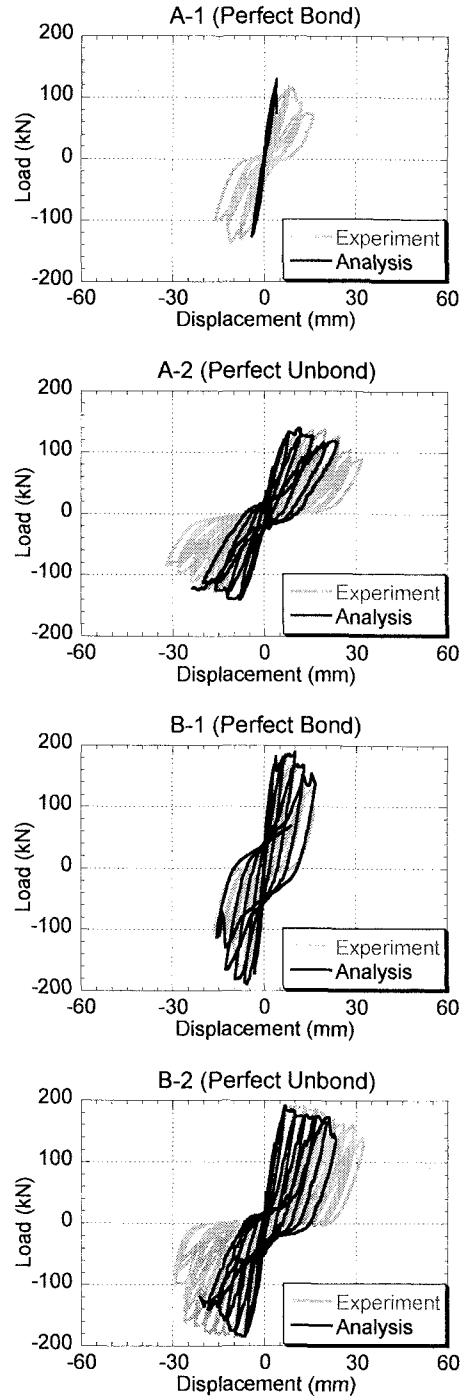 A-1 (Perfect Bond)
200
100
0
-100
-200
Load (kN)
Experiment
Analysis
-60 -30 0 30 60
Displacement (mm)
A-2 (Perfect Unbond)
200
100
0
-100
-200
Load (kN)
Experiment
Analysis
-60 -30 0 30 60
Displacement (mm)
B-1 (Perfect Bond)
200
100
0
-100
-200
Load (kN)
Experiment
Analysis
-60 -30 0 30 60
Displacement (mm)
B-2 (Perfect Unbond)
200
100
0
-100
-200
Load (kN)
Experiment
Analysis
-60 -30 0 30 60
Displacement (mm)